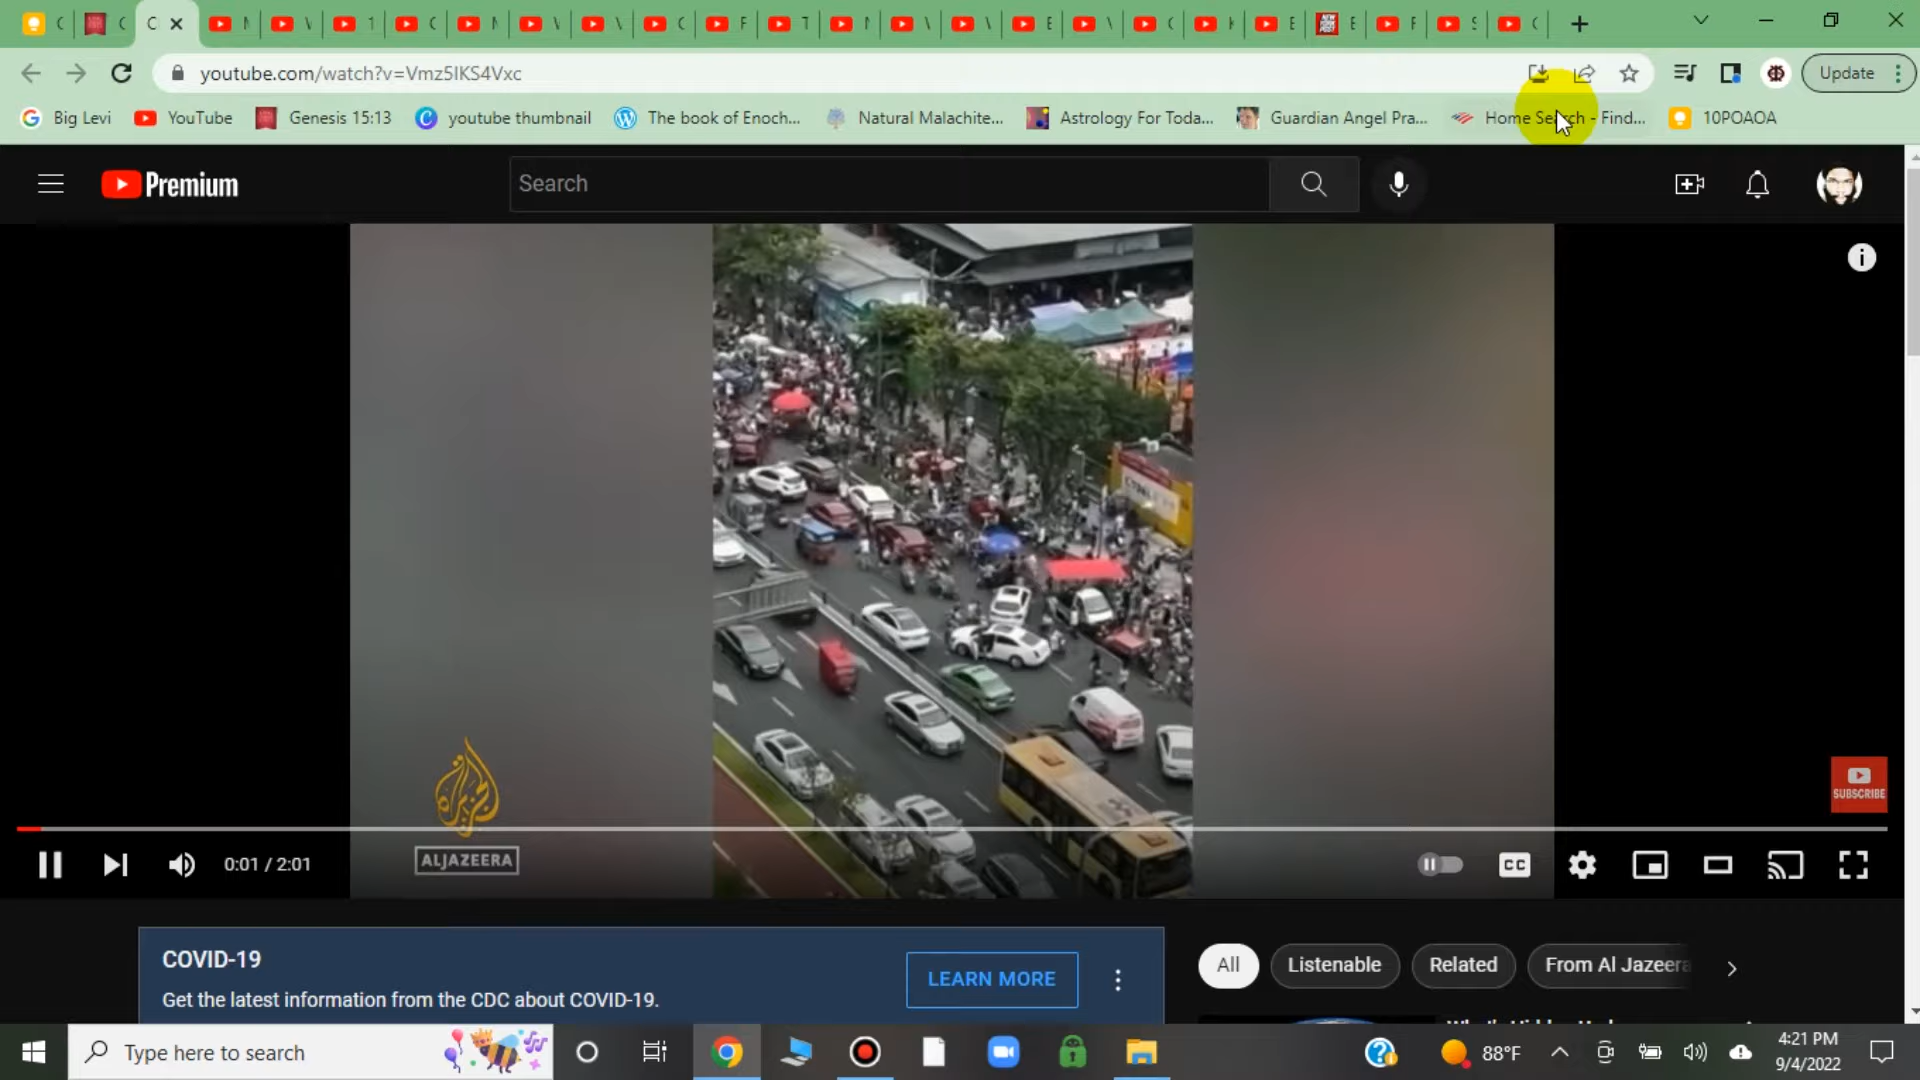 youtube.com/watch?v=Vmz5IKS4Vxc
Update
Big Levi
YouTube
Genesis 15:13
youtube thumbnail
The book of Enoch...
Natural Malachite...
Astrology For Toda...
Guardian Angel Pra...
Home Search - Find...
10POAOA
Premium
Search
SUBSCRIBE
0:01 / 2:01
ALJAZEERA
CC
COVID-19
Get the latest information from the CDC about COVID-19.
LEARN MORE
All
Listenable
Related
From Al Jazeera
Type here to search
88°F
4:21 PM
9/4/2022